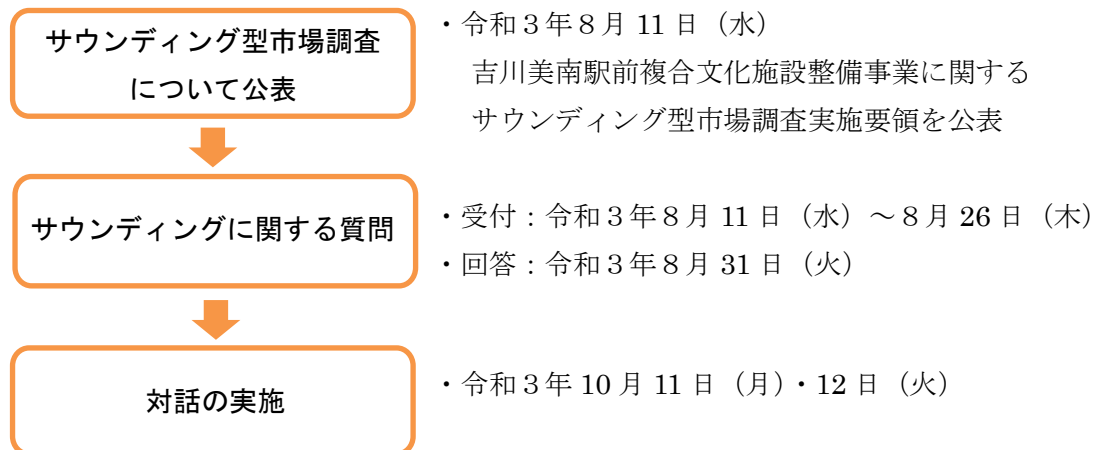 サウンディング型市場調査
について公表
・令和３年８月 11 日（水）
吉川美南駅前複合文化施設整備事業に関する
サウンディング型市場調査実施要領を公表
サウンディングに関する質問
・受付：令和３年８月 11 日（水）～８月 26 日（木）
・回答：令和３年８月 31 日（火）
対話の実施
・令和３年 10 月 11 日（月）・12 日（火）